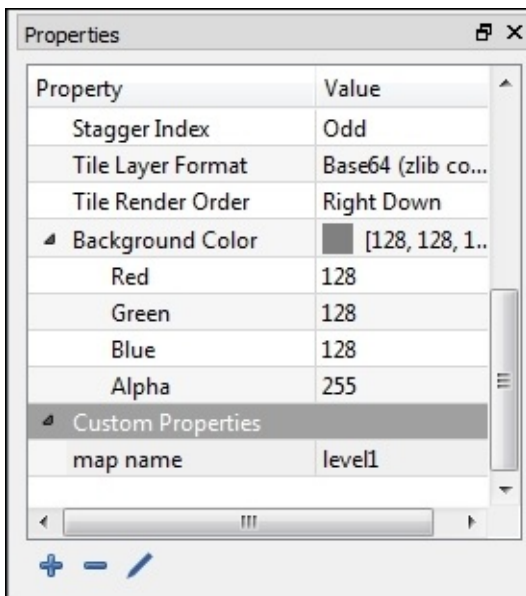 Properties
Property Value
Stagger Index Odd
Tile Layer Format Base64 (zlib co...
Tile Render Order Right Down
Background Color [128, 128, 1...
Red 128
Green 128
Blue 128
Alpha 255
Custom Properties
map name level1